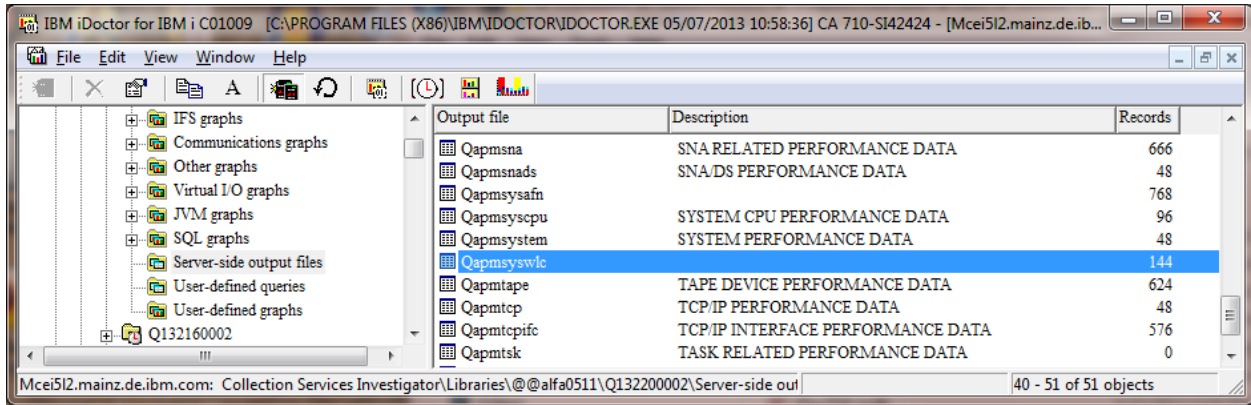 IBM iDoctor for IBM i C01009 [C:\PROGRAM FILES (X86)\IBM\IDOCTOR\IDOCTOR.EXE 05/07/2013 10:58:36] CA 710-SI42424 - [Mcei5l2.mainz.de.ib...
File Edit View Window Help
IFS graphs
Communications graphs
Other graphs
Virtual I/O graphs
JVM graphs
SQL graphs
Server-side output files
User-defined queries
User-defined graphs
Q132160002
Output file Description Records
Qapmsna SNA RELATED PERFORMANCE DATA 666
Qapmsnads SNA/DS PERFORMANCE DATA 48
Qapmsysafn 768
Qapmsyscpu SYSTEM CPU PERFORMANCE DATA 96
Qapmsystem SYSTEM PERFORMANCE DATA 48
Qapmsyswlc 144
Qapmtape TAPE DEVICE PERFORMANCE DATA 624
Qapmtcp TCP/IP PERFORMANCE DATA 48
Qapmtcpifc TCP/IP INTERFACE PERFORMANCE DATA 576
Qapmtsk TASK RELATED PERFORMANCE DATA 0
Mcei5l2.mainz.de.ibm.com: Collection Services Investigator\Libraries\@@alfa0511\Q132200002\Server-side out
40 - 51 of 51 objects